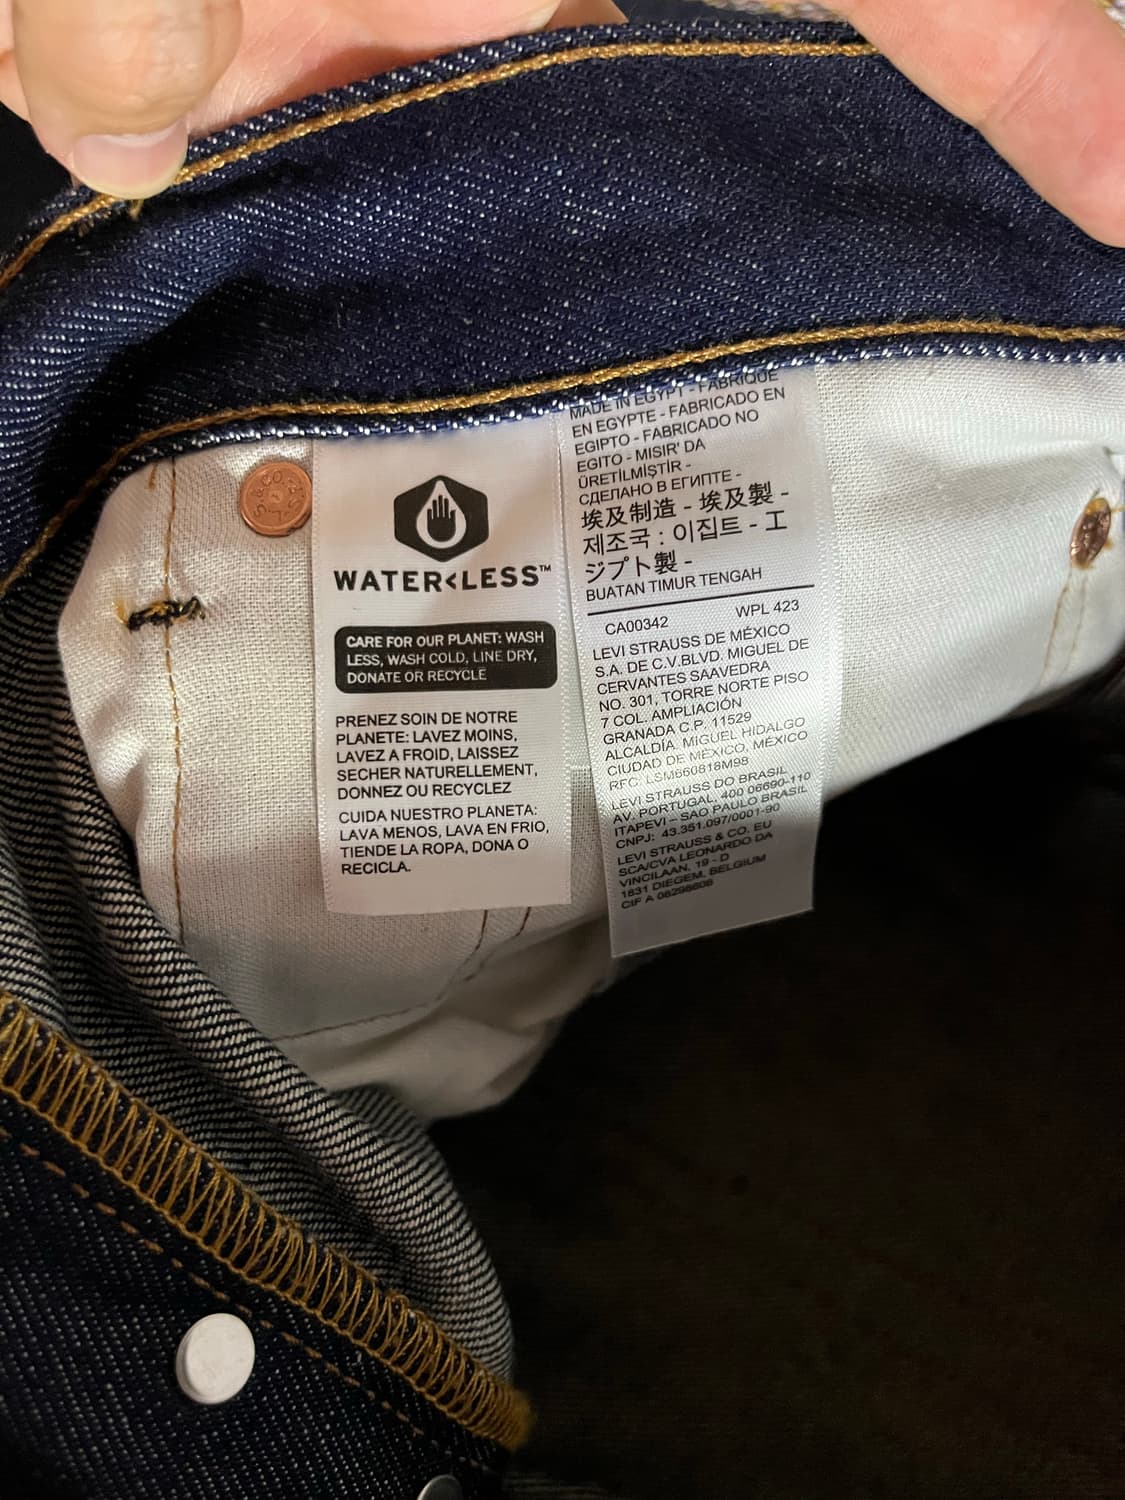 WATER<LESS™
CARE FOR OUR PLANET: WASH
LESS, WASH COLD, LINE DRY,
DONATE OR RECYCLE
PRENEZ SOIN DE NOTRE
PLANETE: LAVEZ MOINS,
LAVEZ A FROID, LAISSEZ
SECHER NATURELLEMENT,
DONNEZ OU RECYCLEZ
CUIDA NUESTRO PLANETA:
LAVA MENOS, LAVA EN FRIO,
TIENDE LA ROPA, DONA O
RECICLA.
MADE IN EGYPT - FABRIQUE
EN EGYPTE - FABRICADO EN
EGIPTO - FABRICADO NO
EGITO - MISIR' DA
ÜRETİLMİŞTİR -
СДЕЛАНО В ЕГИПТЕ -
埃及制造 - 埃及製 -
제조국 : 이집트 - エ
ジプト製 -
BUATAN TIMUR TENGAH
CA00342 WPL 423
LEVI STRAUSS DE MÉXICO
S.A. DE C.V.BLVD. MIGUEL DE
CERVANTES SAAVEDRA
NO. 301, TORRE NORTE PISO
7 COL. AMPLIACIÓN
GRANADA C.P. 11529
ALCALDÍA. MIGUEL HIDALGO
CIUDAD DE MÉXICO, MÉXICO
RFC: LSM660818M98
LEVI STRAUSS DO BRASIL
AV. PORTUGAL, 400 06690-110
ITAPEVI – SAO PAULO BRASIL
CNPJ: 43.351.097/0001-90
LEVI STRAUSS & CO. EU
SCA/CVA LEONARDO DA
VINCILAAN, 19 - D
1831 DIEGEM, BELGIUM
CIF A 08298606